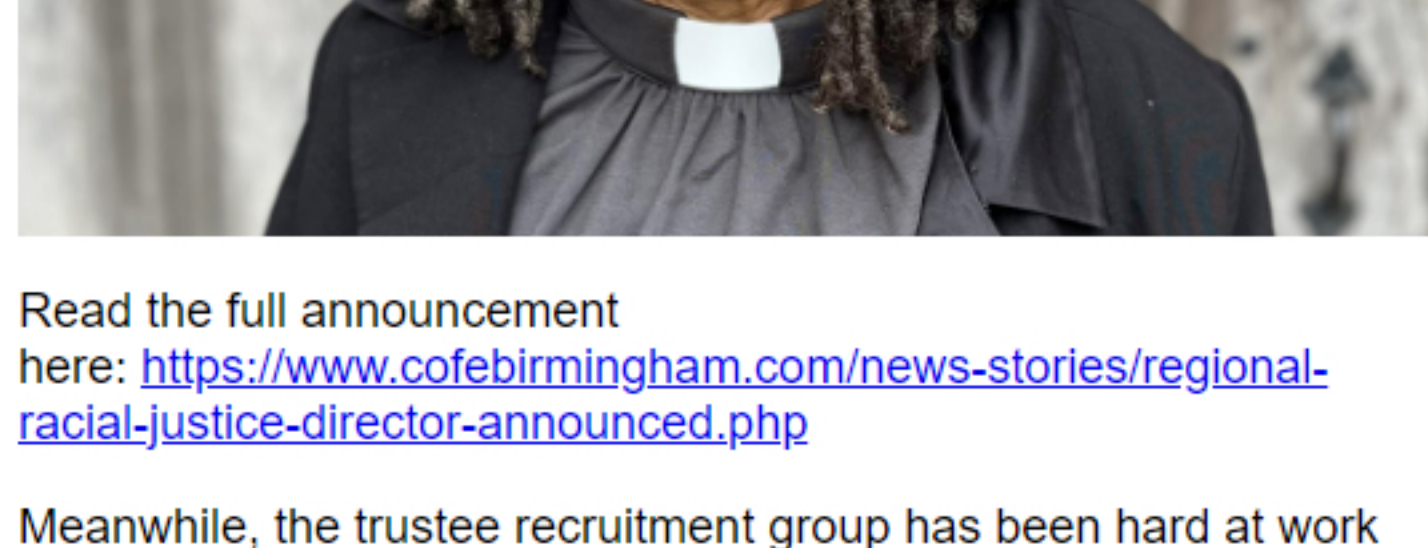 Read the full announcement
here: https://www.cofebirmingham.com/news-stories/regional-
racial-justice-director-announced.php
Meanwhile, the trustee recruitment group has been hard at work